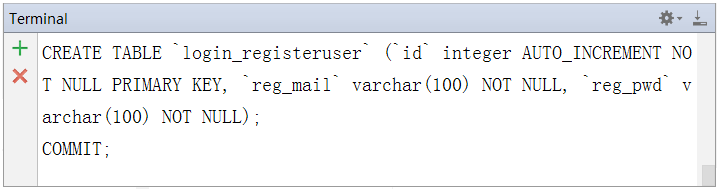 Terminal
CREATE TABLE `login_registeruser` (`id` integer AUTO_INCREMENT NO
T NULL PRIMARY KEY, `reg_mail` varchar(100) NOT NULL, `reg_pwd` v
archar(100) NOT NULL);
COMMIT;